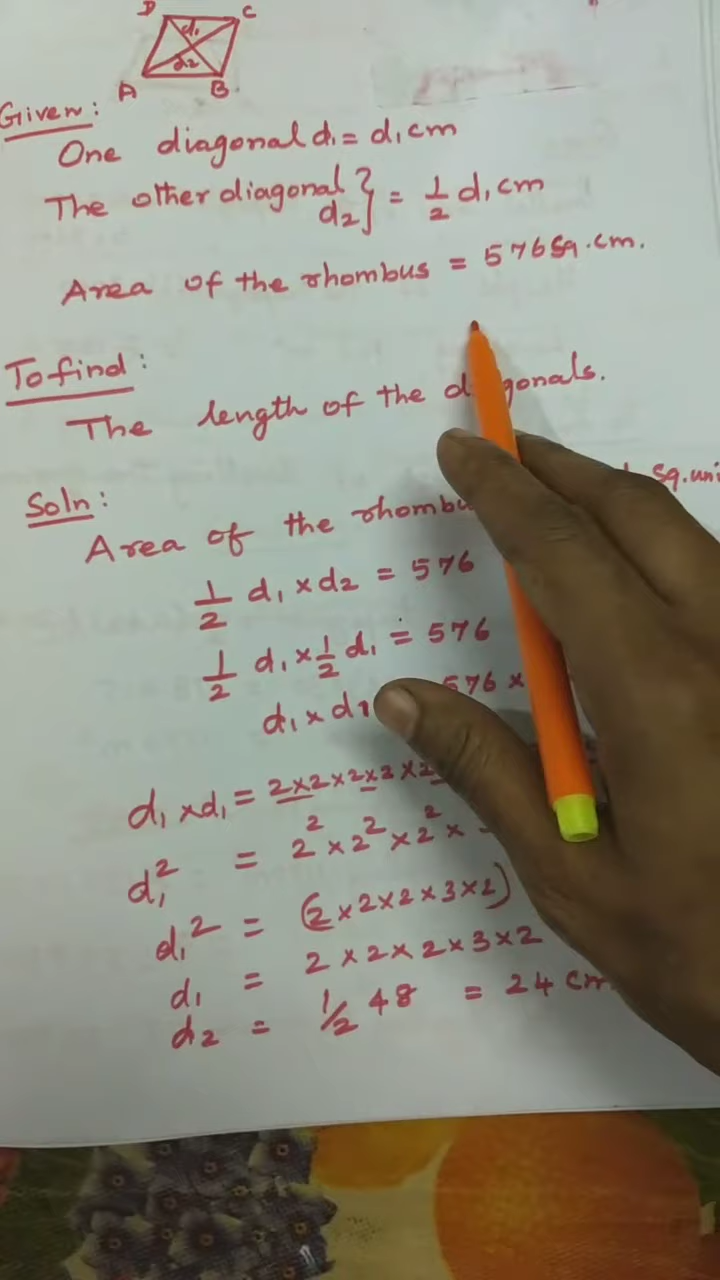 D C
d1
d2
A B
Given:
One diagonal d1 = d1 cm
The other diagonal
d2 } = 1/2 d1 cm
Area of the rhombus = 576 Sq.cm.
To find:
The length of the diagonals.
Soln:
Area of the Sq.
1/2 d1 × d2 = 576
1/2 d1 × 1/2 d1 = 576
d1 × d1 576 ×
d1 × d1 = 2×2×2×2×2
d1² = 2² × 2² × 2² ×
d1² = (2×2×2×3×2)
d1 = 2×2×2×3×2
d2 = 1/2 48 = 24 cm